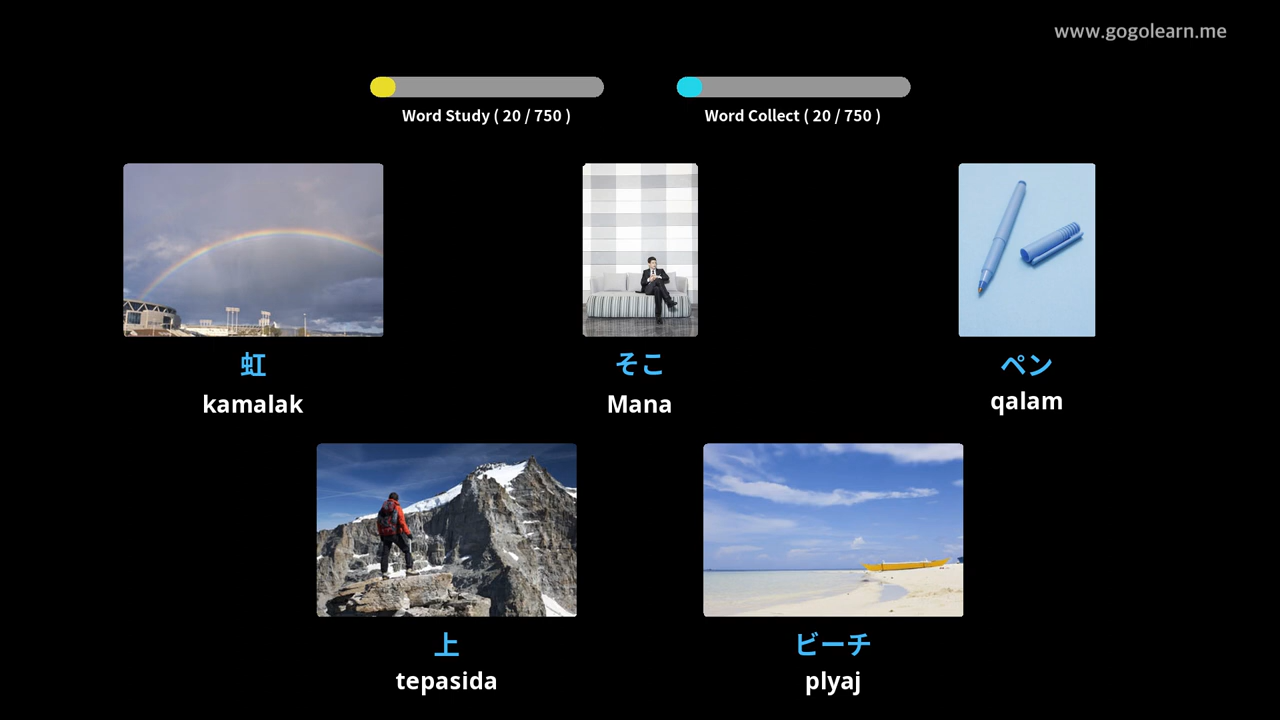 www.gogolearn.me
Word Study ( 20 / 750 )
Word Collect ( 20 / 750 )
虹
kamalak
そこ
Mana
ペン
qalam
上
tepasida
ビーチ
plyaj